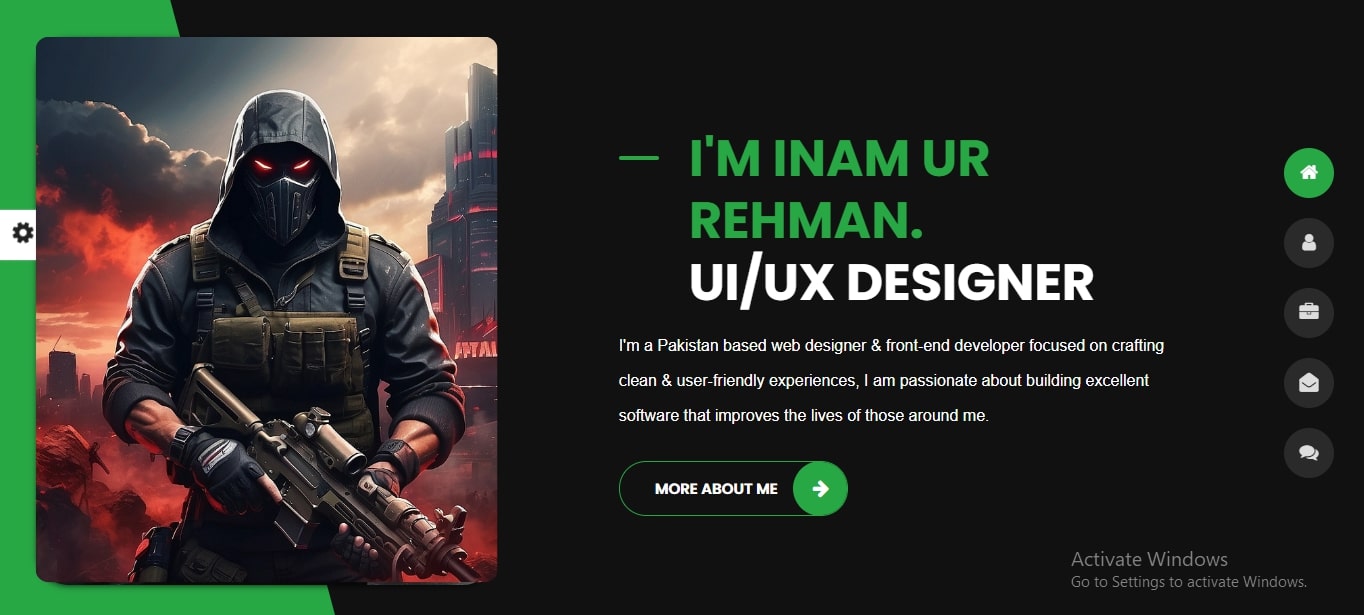 I'M INAM UR
REHMAN.
UI/UX DESIGNER
I'm a Pakistan based web designer & front-end developer focused on crafting
clean & user-friendly experiences, I am passionate about building excellent
software that improves the lives of those around me.
MORE ABOUT ME
Activate Windows
Go to Settings to activate Windows.